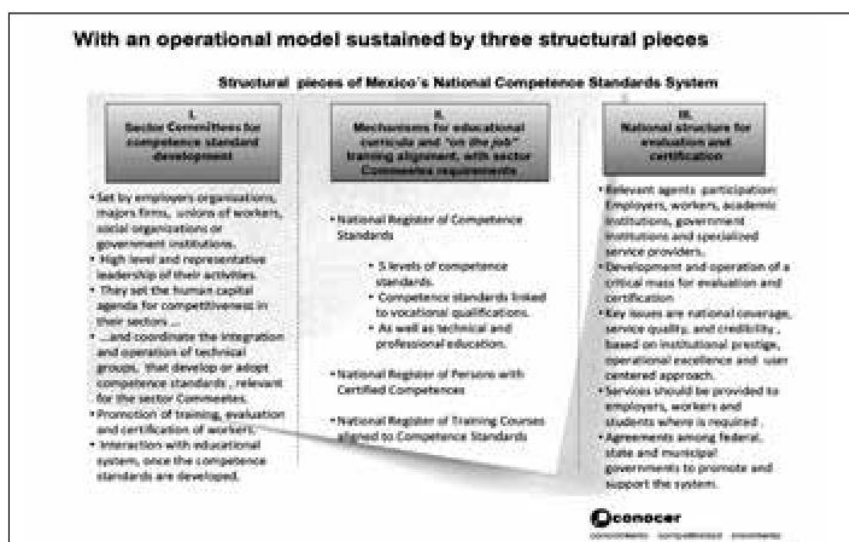 With an operational model sustained by three structural pieces
Structural pieces of Mexico´s National Competence Standards System
I.
Sector Committees for
competence standard
development
• Set by employers organisations,
majors firms, unions of workers,
social organizations or
government institutions.
• High level and representative
leadership of their activities.
• They set the human capital
agenda for competitiveness in
their sectors ...
• ...and coordinate the integration
and operation of technical
groups, that develop or adopt
competence standards , relevant
for the sector Commeetes.
• Promotion of training, evaluation
and certification of workers.
• Interaction with educational
system, once the competence
standards are developed.
II.
Mechanisms for educational
curricula and "on the job"
training alignment, with sector
Commeetes requirements
• National Register of Competence
Standards
• 5 levels of competence
standards.
• Competence standards linked
to vocational qualifications.
• As well as technical and
professional education.
• National Register of Persons with
Certified Competences
• National Register of Training Courses
aligned to Competence Standards
III.
National structure for
evaluation and
certification
• Relevant agents participation:
Employers, workers, academic
institutions, government
institutions and specialized
service providers.
• Development and operation of a
critical mass for evaluation and
certification
• Key issues are national coverage,
service quality, and credibility ,
based on institutional prestige,
operational excellence and user
centered approach.
• Services should be provided to
employers, workers and
students where is required .
• Agreements among federal,
state and municipal
governments to promote and
support the system.
conocer